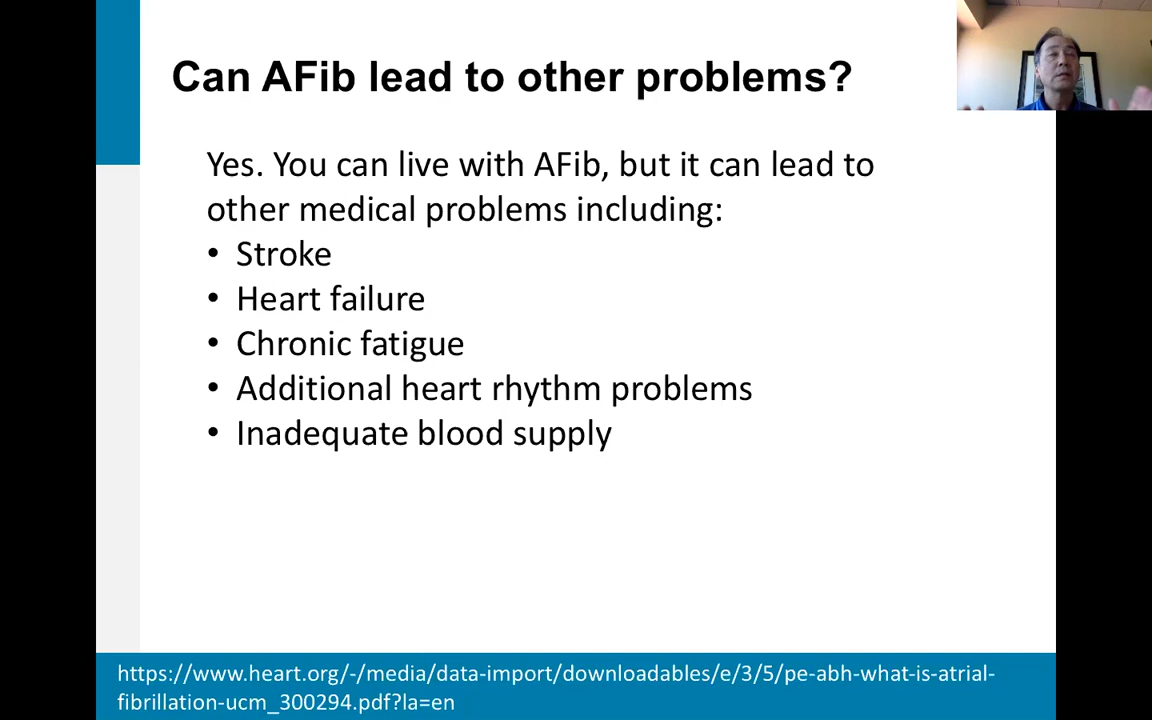 Can AFib lead to other problems?
Yes. You can live with AFib, but it can lead to
other medical problems including:
• Stroke
• Heart failure
• Chronic fatigue
• Additional heart rhythm problems
• Inadequate blood supply
https://www.heart.org/-/media/data-import/downloadables/e/3/5/pe-abh-what-is-atrial-
fibrillation-ucm_300294.pdf?la=en